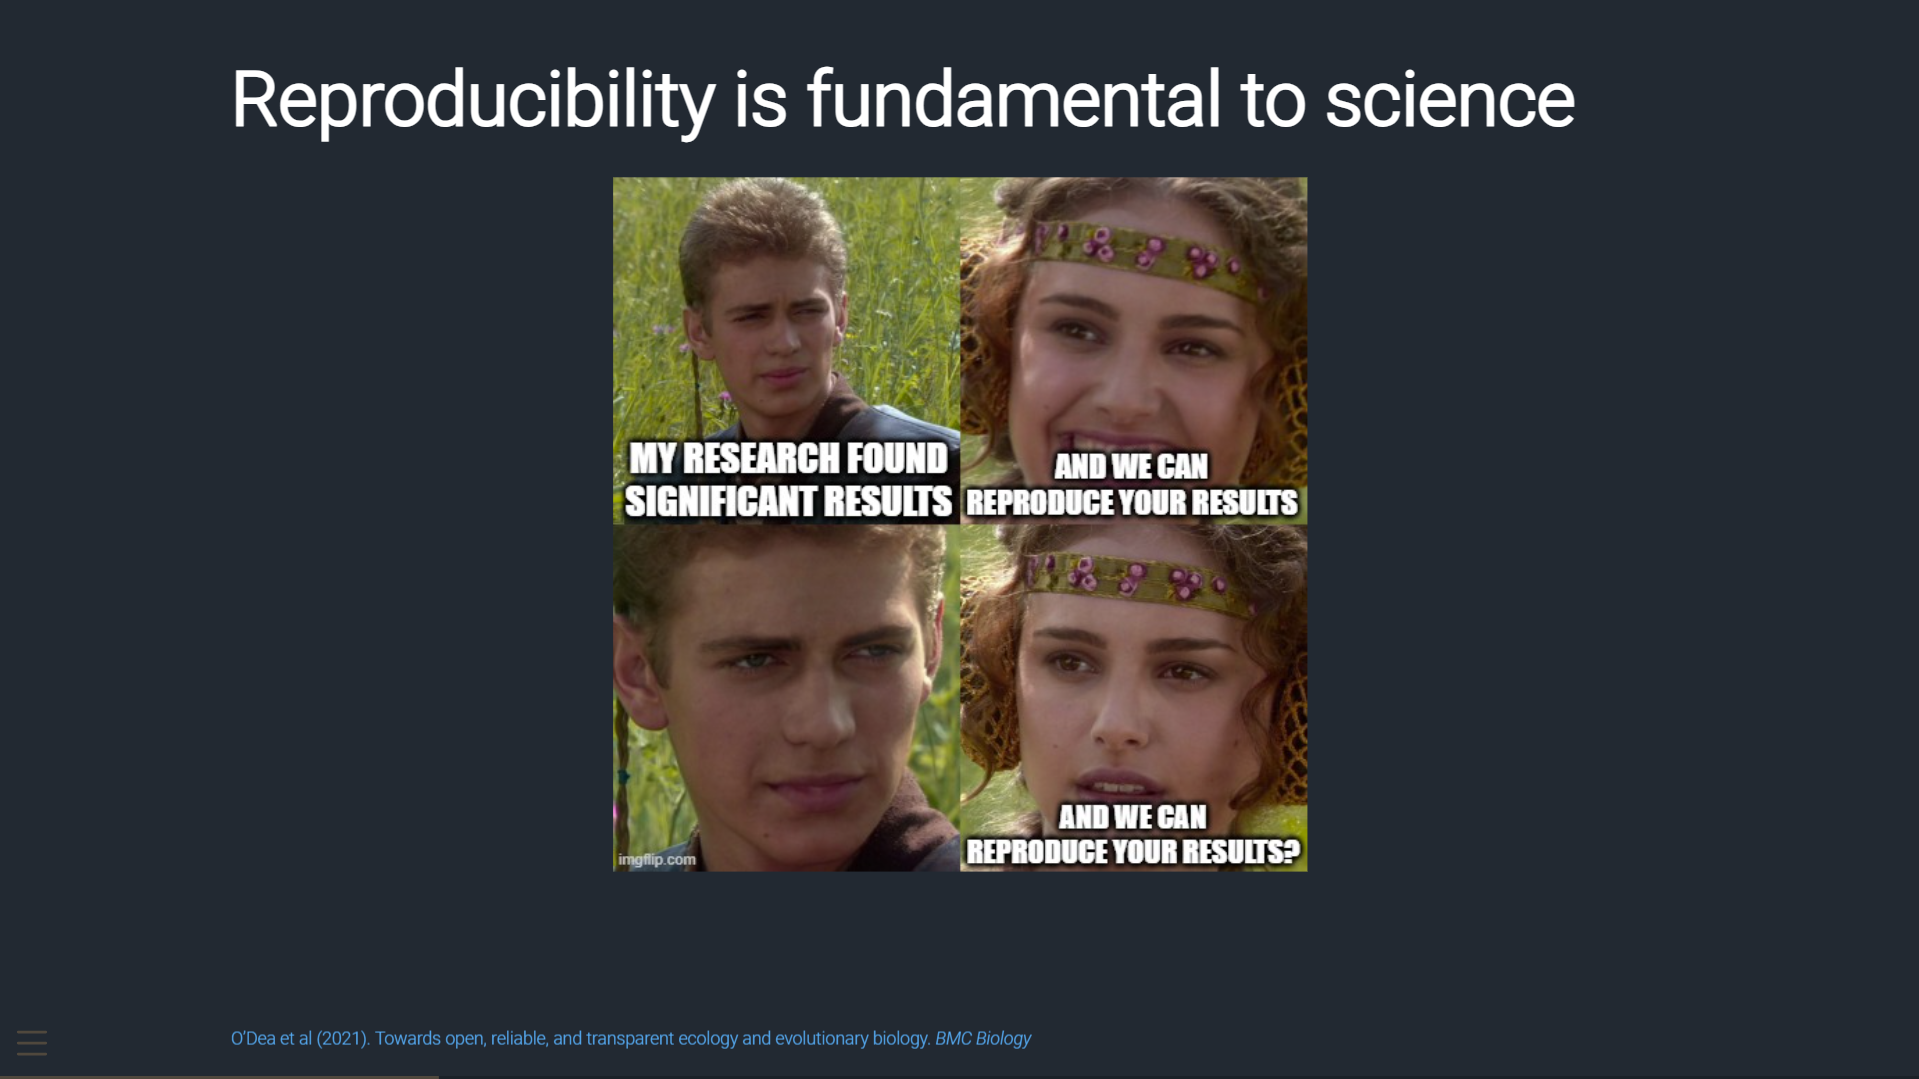 Reproducibility is fundamental to science
MY RESEARCH FOUND
SIGNIFICANT RESULTS
AND WE CAN
REPRODUCE YOUR RESULTS
imgflip.com
AND WE CAN
REPRODUCE YOUR RESULTS?
O'Dea et al (2021). Towards open, reliable, and transparent ecology and evolutionary biology. BMC Biology